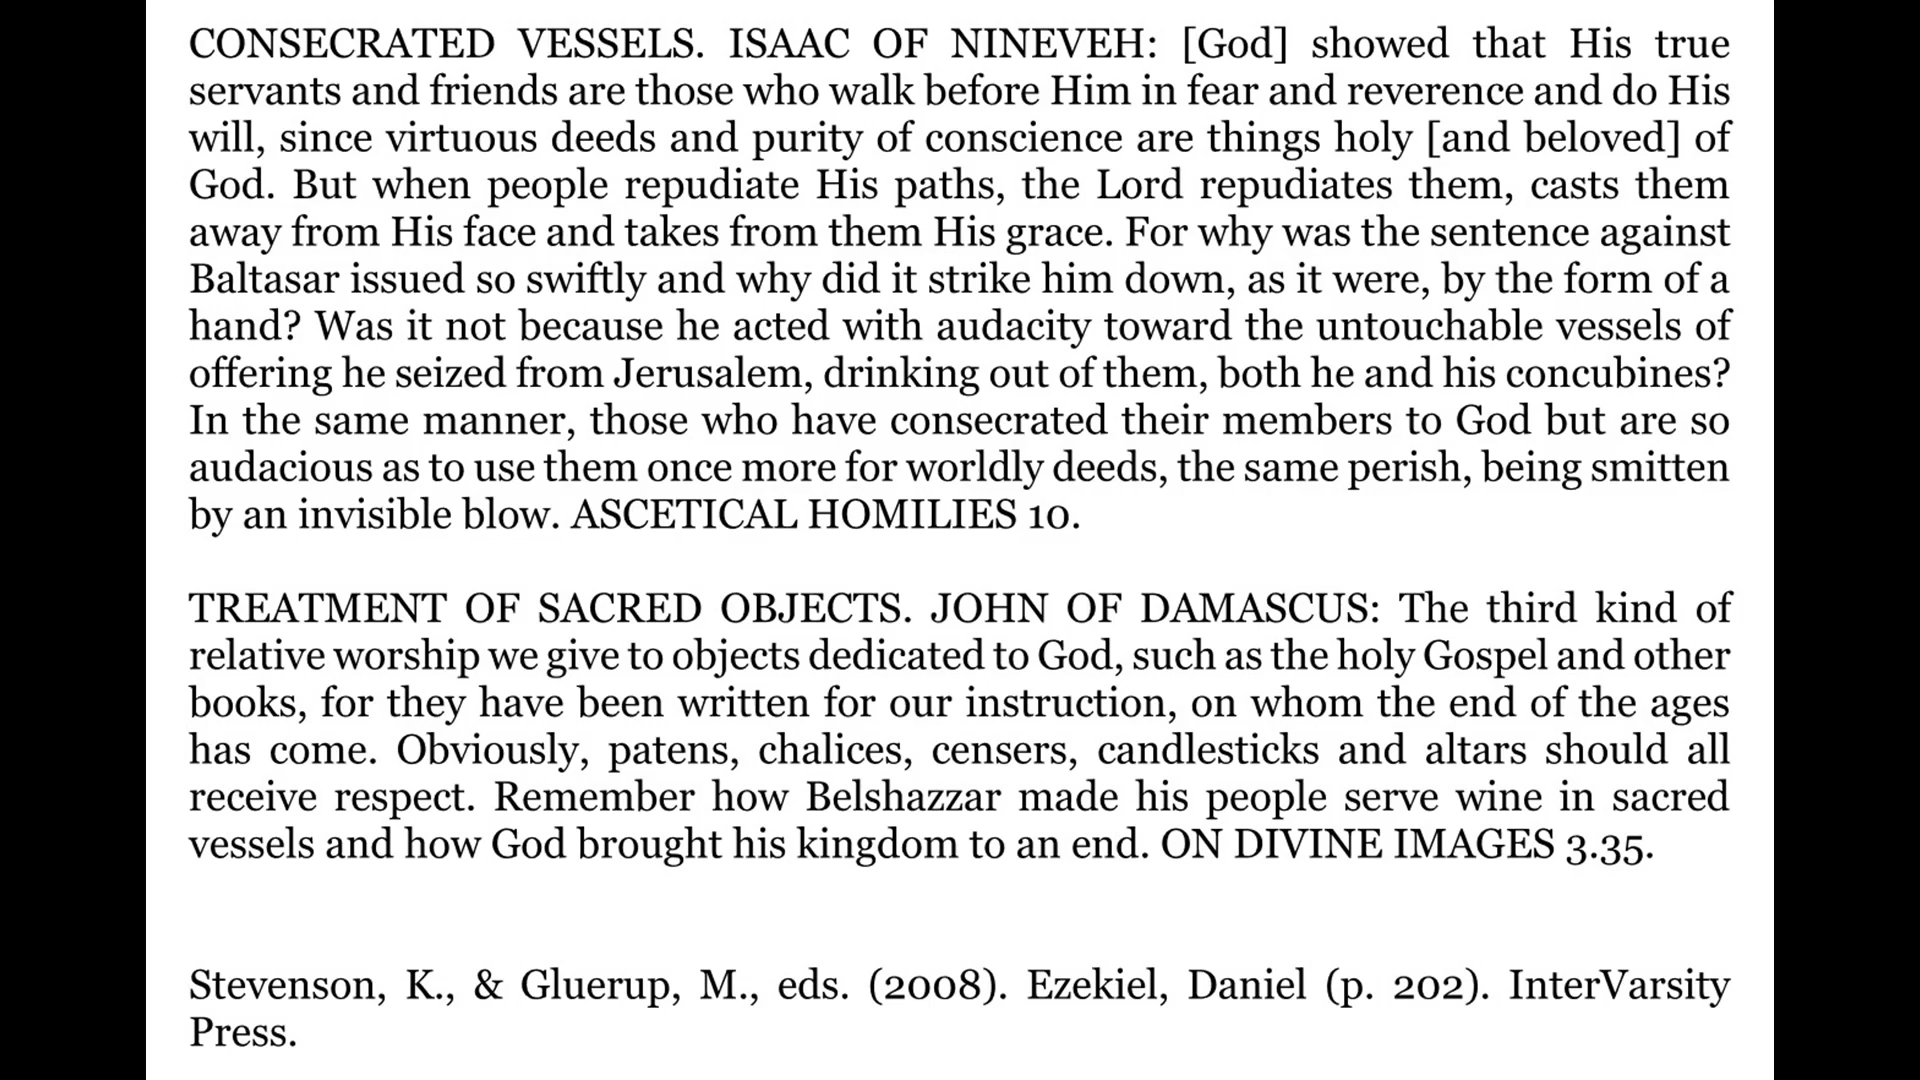 CONSECRATED VESSELS. ISAAC OF NINEVEH: [God] showed that His true
servants and friends are those who walk before Him in fear and reverence and do His
will, since virtuous deeds and purity of conscience are things holy [and beloved] of
God. But when people repudiate His paths, the Lord repudiates them, casts them
away from His face and takes from them His grace. For why was the sentence against
Baltasar issued so swiftly and why did it strike him down, as it were, by the form of a
hand? Was it not because he acted with audacity toward the untouchable vessels of
offering he seized from Jerusalem, drinking out of them, both he and his concubines?
In the same manner, those who have consecrated their members to God but are so
audacious as to use them once more for worldly deeds, the same perish, being smitten
by an invisible blow. ASCETICAL HOMILIES 10.
TREATMENT OF SACRED OBJECTS. JOHN OF DAMASCUS: The third kind of
relative worship we give to objects dedicated to God, such as the holy Gospel and other
books, for they have been written for our instruction, on whom the end of the ages
has come. Obviously, patens, chalices, censers, candlesticks and altars should all
receive respect. Remember how Belshazzar made his people serve wine in sacred
vessels and how God brought his kingdom to an end. ON DIVINE IMAGES 3.35.
Stevenson, K., & Gluerup, M., eds. (2008). Ezekiel, Daniel (p. 202). InterVarsity
Press.